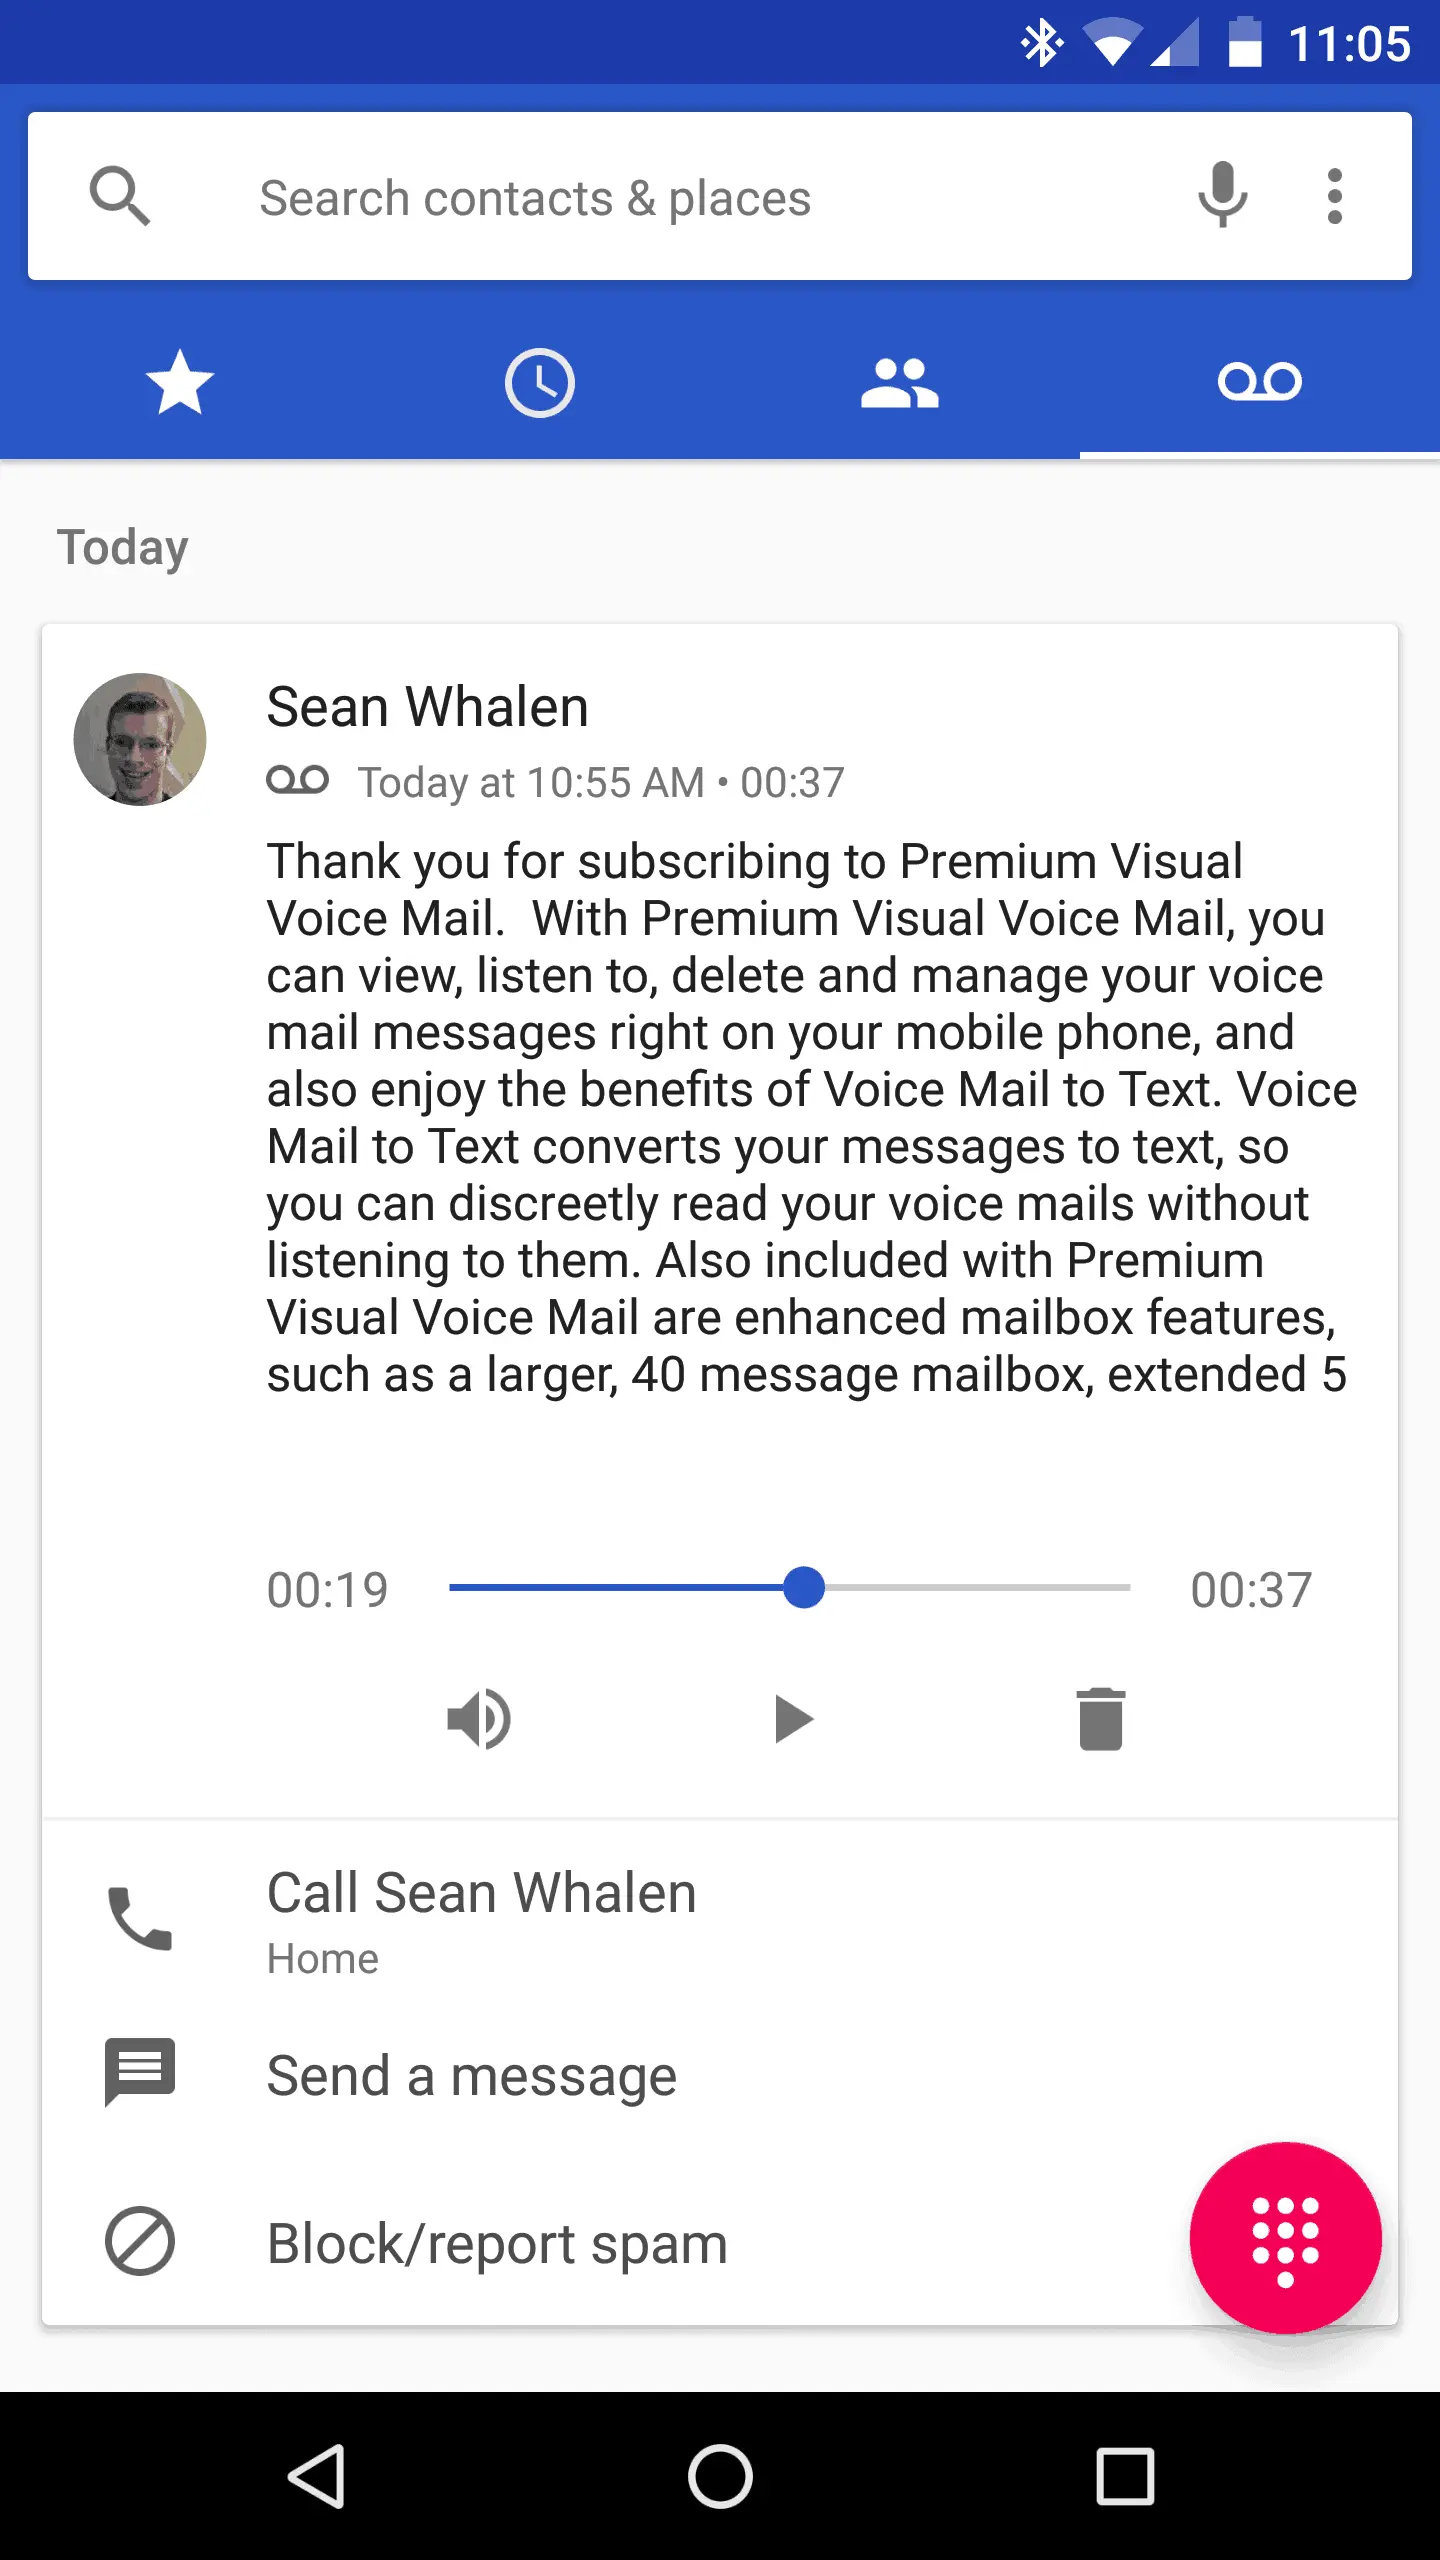 11:05
Search contacts & places
Today
Sean Whalen
Today at 10:55 AM • 00:37
Thank you for subscribing to Premium Visual
Voice Mail.  With Premium Visual Voice Mail, you
can view, listen to, delete and manage your voice
mail messages right on your mobile phone, and
also enjoy the benefits of Voice Mail to Text. Voice
Mail to Text converts your messages to text, so
you can discreetly read your voice mails without
listening to them. Also included with Premium
Visual Voice Mail are enhanced mailbox features,
such as a larger, 40 message mailbox, extended 5
00:19 00:37
Call Sean Whalen
Home
Send a message
Block/report spam